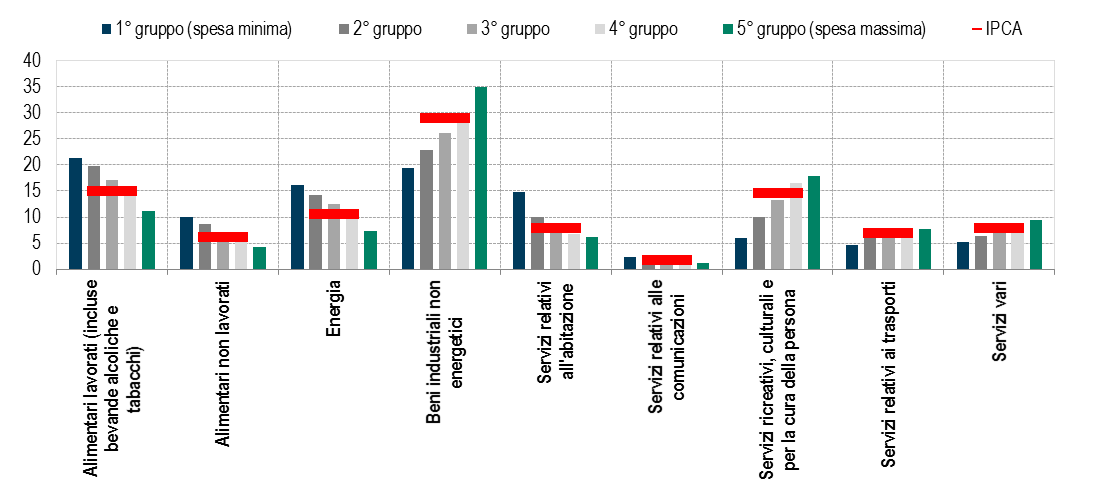 1° gruppo (spesa minima) 2° gruppo 3° gruppo 4° gruppo 5° gruppo (spesa massima) IPCA
40
35
30
25
20
15
10
5
0
Alimentari lavorati (incluse
bevande alcoliche e
tabacchi)
Alimentari non lavorati
Energia
Beni industriali non
energetici
Servizi relativi
all'abitazione
Servizi relativi alle
comunicazioni
Servizi ricreativi, culturali e
per la cura della persona
Servizi relativi ai trasporti
Servizi vari